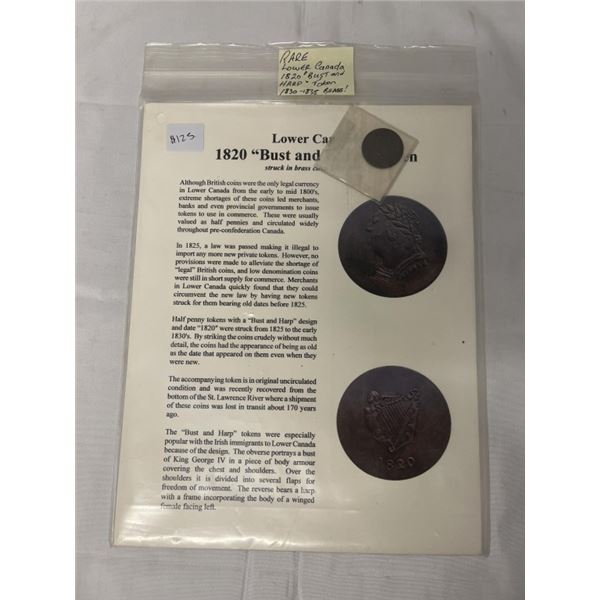 RARE
Lower Canada
1820 "Bust and
Harp" Token
1830-1835 Brass!
$125
Lower Ca
1820 “Bust and en
struck in brass
Although British coins were the only legal currency
in Lower Canada from the early to mid 1800's,
extreme shortages of these coins led merchants,
banks and even provincial governments to issue
tokens to use in commerce. These were usually
valued as half pennies and circulated widely
throughout pre-confederation Canada.
In 1825, a law was passed making it illegal to
import any more new private tokens. However, no
provisions were made to alleviate the shortage of
“legal” British coins, and low denomination coins
were still in short supply for commerce. Merchants
in Lower Canada quickly found that they could
circumvent the new law by having new tokens
struck for them bearing old dates before 1825.
Half penny tokens with a “Bust and Harp” design
and date “1820” were struck from 1825 to the early
1830's. By striking the coins crudely without much
detail, the coins had the appearance of being as old
as the date that appeared on them even when they
were new.
The accompanying token is in original uncirculated
condition and was recently recovered from the
bottom of the St. Lawrence River where a shipment
of these coins was lost in transit about 170 years
ago.
The “Bust and Harp” tokens were especially
popular with the Irish immigrants to Lower Canada
because of the design. The obverse portrays a bust
of King George IV in a piece of body armour
covering the chest and shoulders. Over the
shoulders it is divided into several flaps for
freedom of movement. The reverse bears a harp
with a frame incorporating the body of a winged
female facing left.
1820